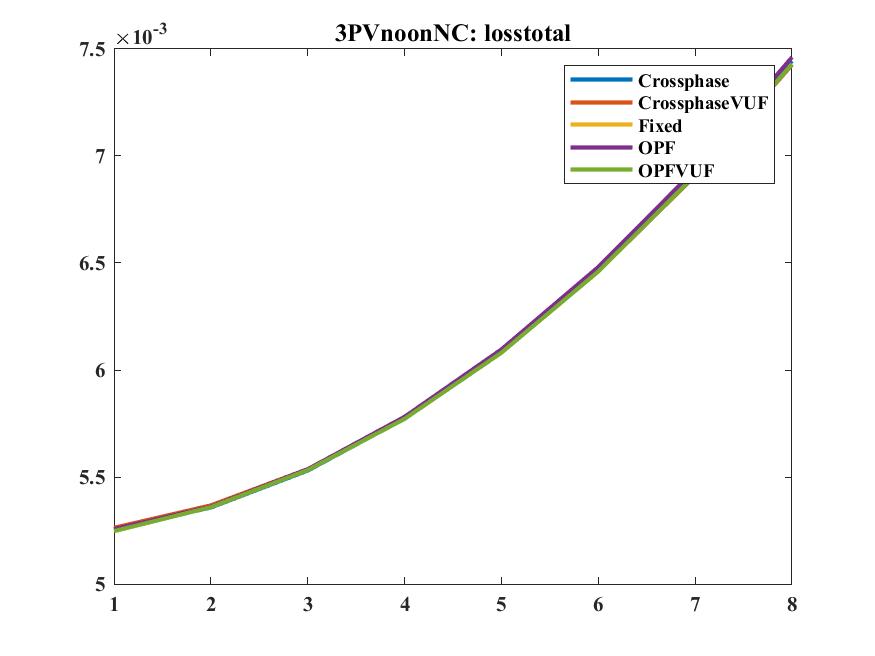 3PVnoonNC: losstotal
×10-3
7.5
7
6.5
6
5.5
5
1 2 3 4 5 6 7 8
Crossphase
CrossphaseVUF
Fixed
OPF
OPFVUF